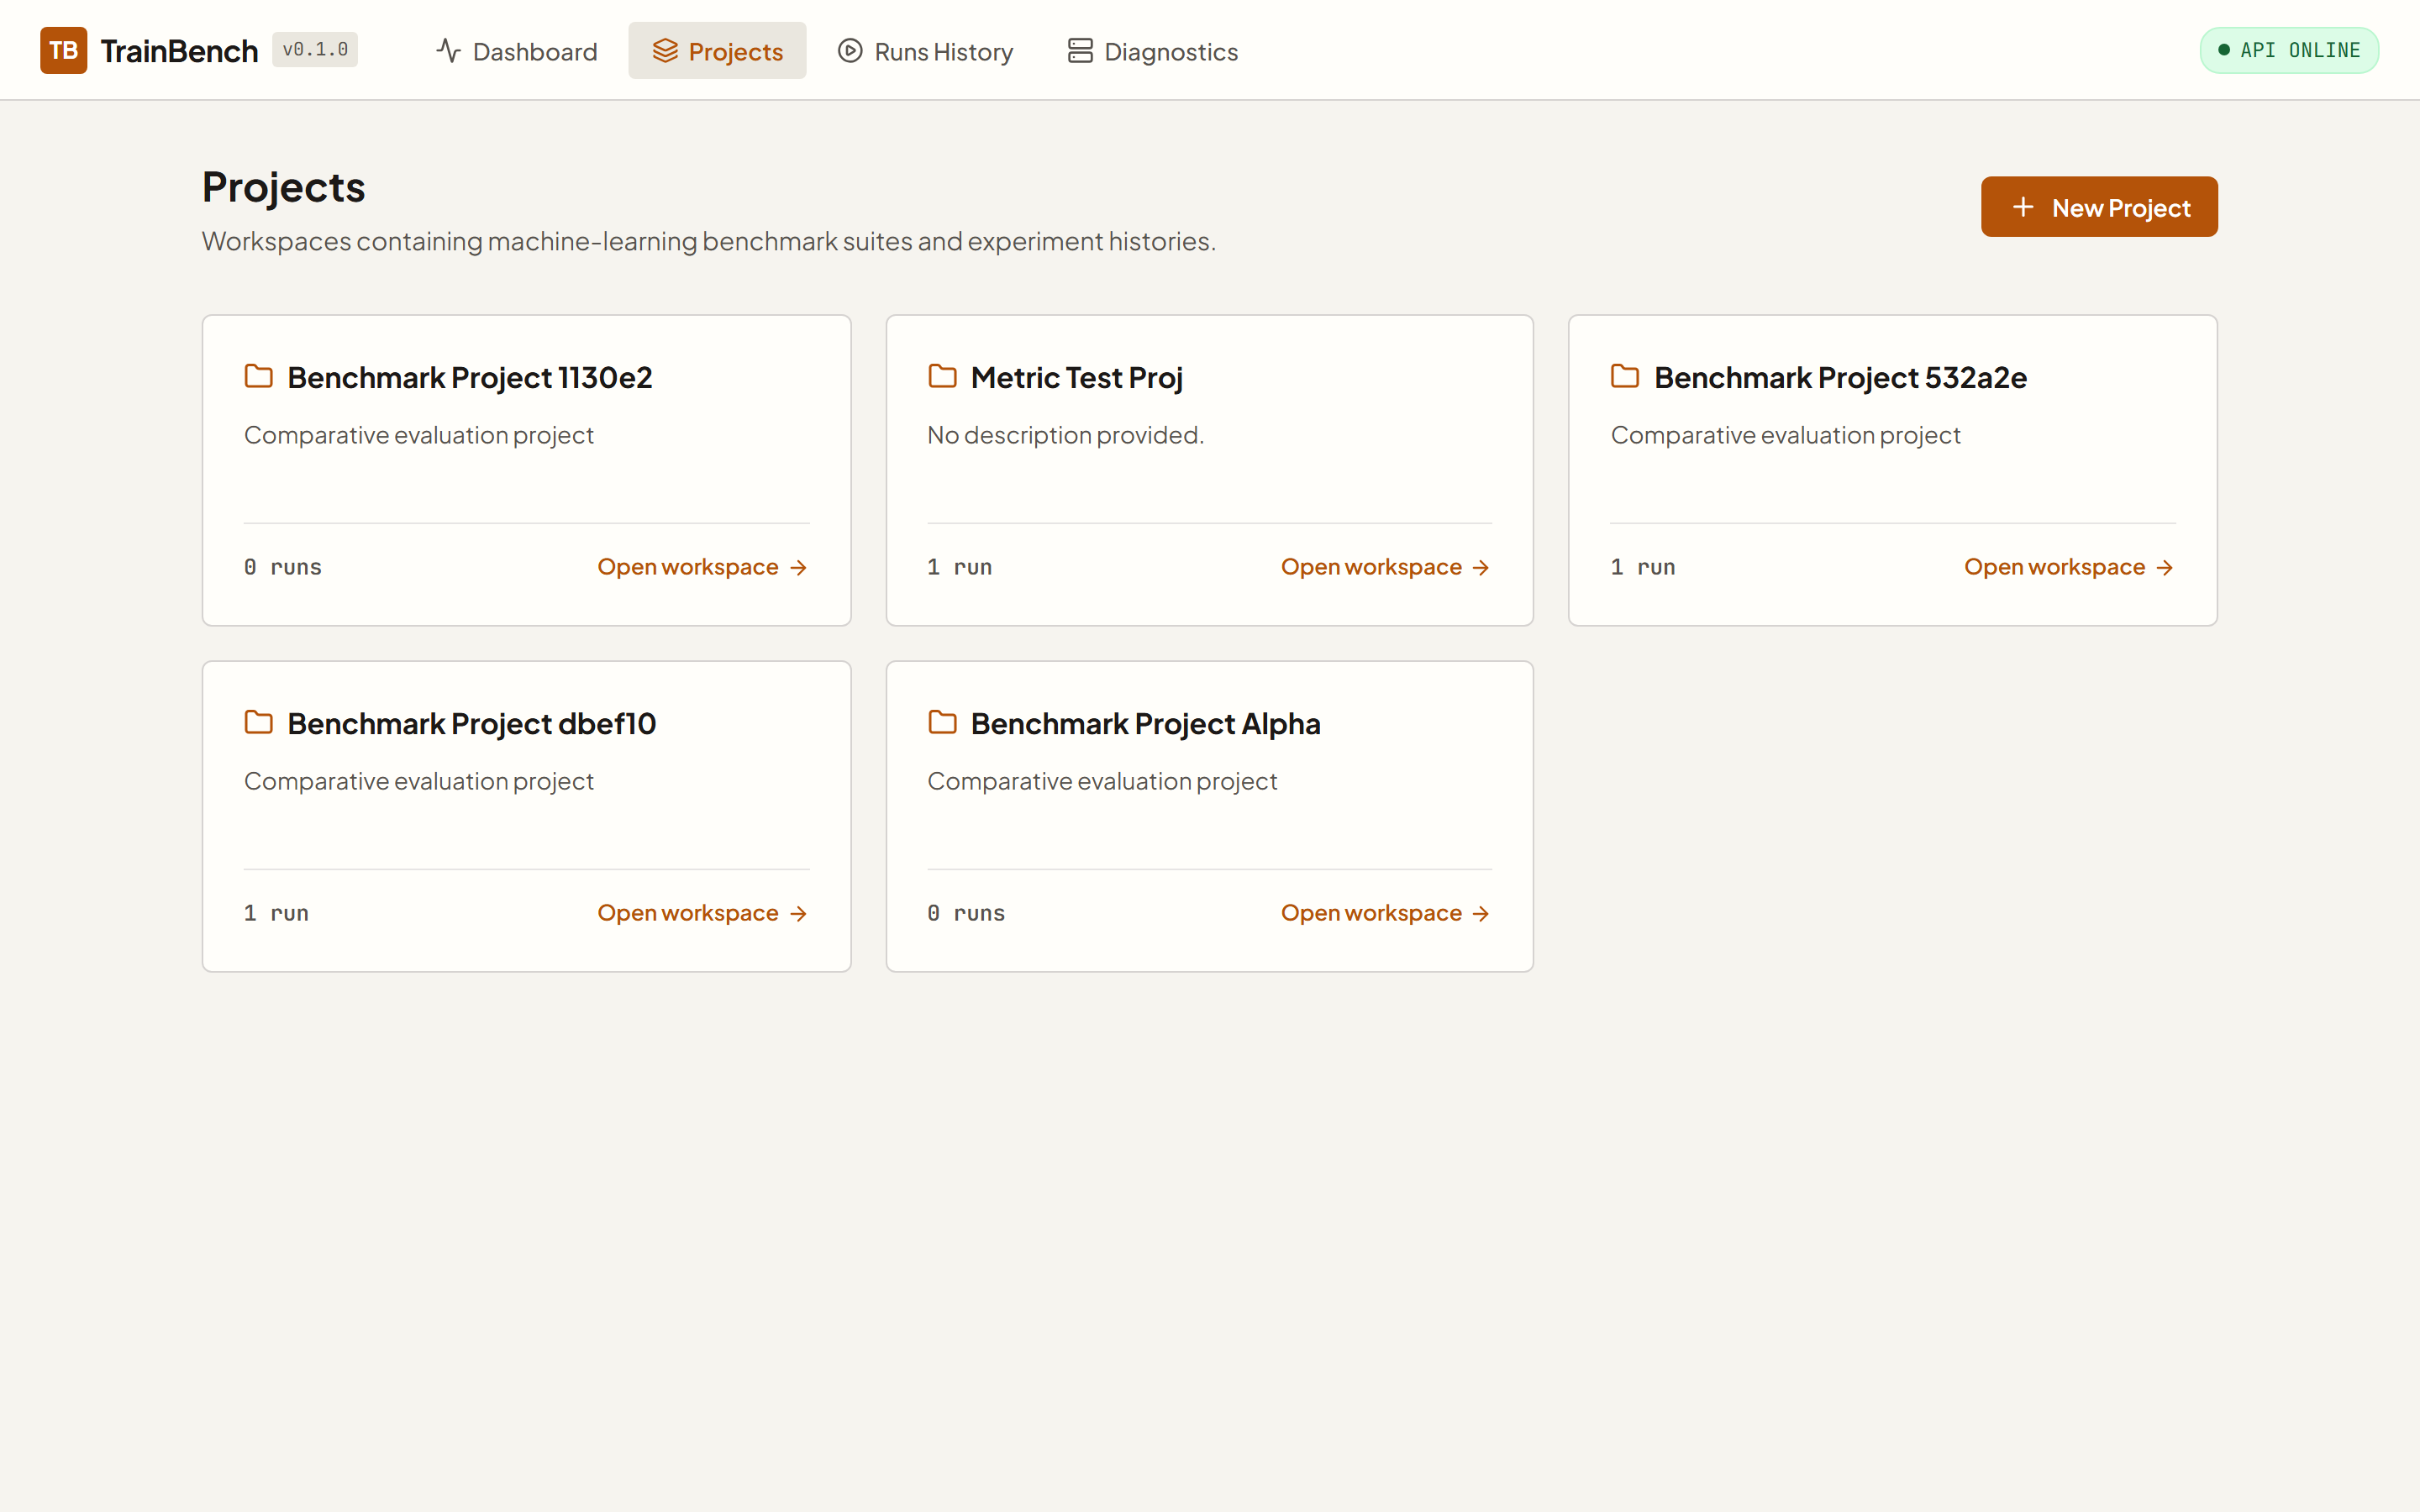 TB TrainBench v0.1.0 Dashboard Projects Runs History Diagnostics API ONLINE
Projects
New Project
Workspaces containing machine-learning benchmark suites and experiment histories.
Benchmark Project 1130e2
Comparative evaluation project
0 runs Open workspace →
Metric Test Proj
No description provided.
1 run Open workspace →
Benchmark Project 532a2e
Comparative evaluation project
1 run Open workspace →
Benchmark Project dbef10
Comparative evaluation project
1 run Open workspace →
Benchmark Project Alpha
Comparative evaluation project
0 runs Open workspace →